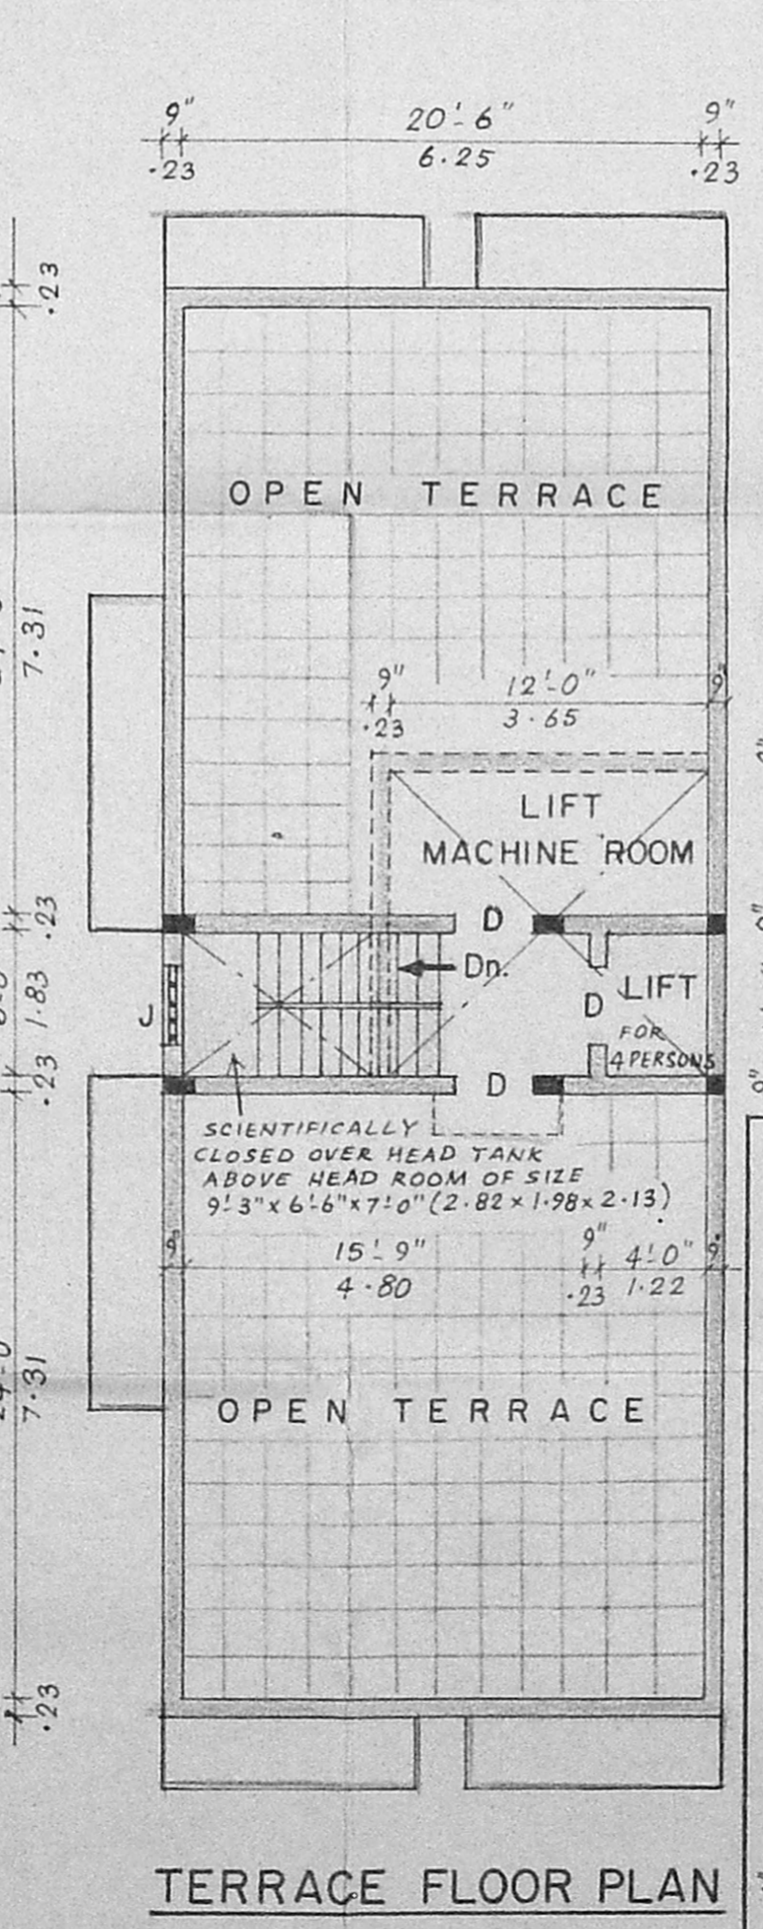 9" 20'-6" 9"
.23 6.25 .23
.23
OPEN TERRACE
7.31
9" 12'-0" 9"
.23 3.65
LIFT
MACHINE ROOM
.23
D
Dn.
1.83
J
D LIFT
FOR
4 PERSONS
.23
D
9"
SCIENTIFICALLY
CLOSED OVER HEAD TANK
ABOVE HEAD ROOM OF SIZE
9'-3" x 6'-6" x 7'-0" (2.82 x 1.98 x 2.13)
9" 15'-9" 9" 4'-0" 9"
4.80 .23 1.22
7.31
OPEN TERRACE
.23
TERRACE FLOOR PLAN